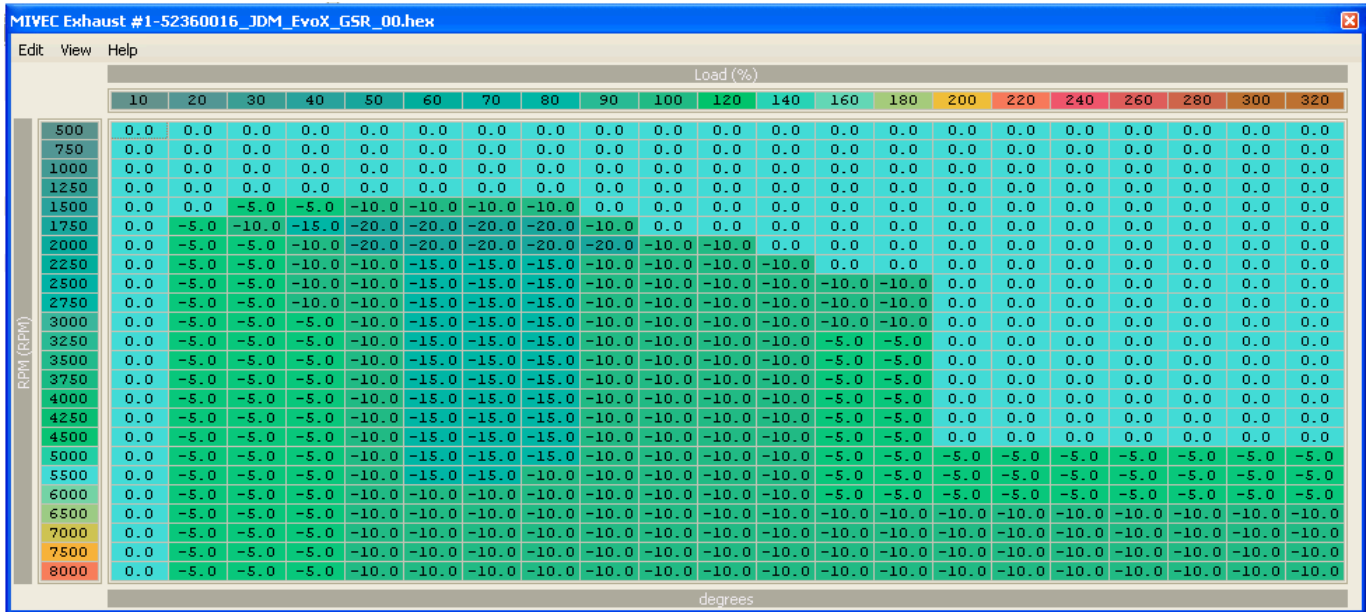 MIVEC Exhaust #1-52360016_JDM_EvoX_GSR_00.hex
Edit View Help
Load (%)
10 20 30 40 50 60 70 80 90 100 120 140 160 180 200 220 240 260 280 300 320
RPM (RPM)
500 0.0 0.0 0.0 0.0 0.0 0.0 0.0 0.0 0.0 0.0 0.0 0.0 0.0 0.0 0.0 0.0 0.0 0.0 0.0 0.0 0.0
750 0.0 0.0 0.0 0.0 0.0 0.0 0.0 0.0 0.0 0.0 0.0 0.0 0.0 0.0 0.0 0.0 0.0 0.0 0.0 0.0 0.0
1000 0.0 0.0 0.0 0.0 0.0 0.0 0.0 0.0 0.0 0.0 0.0 0.0 0.0 0.0 0.0 0.0 0.0 0.0 0.0 0.0 0.0
1250 0.0 0.0 0.0 0.0 0.0 0.0 0.0 0.0 0.0 0.0 0.0 0.0 0.0 0.0 0.0 0.0 0.0 0.0 0.0 0.0 0.0
1500 0.0 0.0 -5.0 -5.0 -10.0 -10.0 -10.0 -10.0 0.0 0.0 0.0 0.0 0.0 0.0 0.0 0.0 0.0 0.0 0.0 0.0 0.0
1750 0.0 -5.0 -10.0 -15.0 -20.0 -20.0 -20.0 -20.0 -10.0 0.0 0.0 0.0 0.0 0.0 0.0 0.0 0.0 0.0 0.0 0.0 0.0
2000 0.0 -5.0 -5.0 -10.0 -20.0 -20.0 -20.0 -20.0 -20.0 -10.0 -10.0 0.0 0.0 0.0 0.0 0.0 0.0 0.0 0.0 0.0 0.0
2250 0.0 -5.0 -5.0 -10.0 -10.0 -15.0 -15.0 -15.0 -10.0 -10.0 -10.0 -10.0 0.0 0.0 0.0 0.0 0.0 0.0 0.0 0.0 0.0
2500 0.0 -5.0 -5.0 -10.0 -10.0 -15.0 -15.0 -15.0 -10.0 -10.0 -10.0 -10.0 -10.0 -10.0 0.0 0.0 0.0 0.0 0.0 0.0 0.0
2750 0.0 -5.0 -5.0 -10.0 -10.0 -15.0 -15.0 -15.0 -10.0 -10.0 -10.0 -10.0 -10.0 -10.0 0.0 0.0 0.0 0.0 0.0 0.0 0.0
3000 0.0 -5.0 -5.0 -5.0 -10.0 -15.0 -15.0 -15.0 -10.0 -10.0 -10.0 -10.0 -10.0 -10.0 0.0 0.0 0.0 0.0 0.0 0.0 0.0
3250 0.0 -5.0 -5.0 -5.0 -10.0 -15.0 -15.0 -15.0 -10.0 -10.0 -10.0 -10.0 -5.0 -5.0 0.0 0.0 0.0 0.0 0.0 0.0 0.0
3500 0.0 -5.0 -5.0 -5.0 -10.0 -15.0 -15.0 -15.0 -10.0 -10.0 -10.0 -10.0 -5.0 -5.0 0.0 0.0 0.0 0.0 0.0 0.0 0.0
3750 0.0 -5.0 -5.0 -5.0 -10.0 -15.0 -15.0 -15.0 -10.0 -10.0 -10.0 -10.0 -5.0 -5.0 0.0 0.0 0.0 0.0 0.0 0.0 0.0
4000 0.0 -5.0 -5.0 -5.0 -10.0 -15.0 -15.0 -15.0 -10.0 -10.0 -10.0 -10.0 -5.0 -5.0 0.0 0.0 0.0 0.0 0.0 0.0 0.0
4250 0.0 -5.0 -5.0 -5.0 -10.0 -15.0 -15.0 -15.0 -10.0 -10.0 -10.0 -10.0 -5.0 -5.0 0.0 0.0 0.0 0.0 0.0 0.0 0.0
4500 0.0 -5.0 -5.0 -5.0 -10.0 -15.0 -15.0 -15.0 -10.0 -10.0 -10.0 -10.0 -5.0 -5.0 0.0 0.0 0.0 0.0 0.0 0.0 0.0
5000 0.0 -5.0 -5.0 -5.0 -10.0 -15.0 -15.0 -15.0 -10.0 -10.0 -10.0 -10.0 -5.0 -5.0 -5.0 -5.0 -5.0 -5.0 -5.0 -5.0 -5.0
5500 0.0 -5.0 -5.0 -5.0 -10.0 -15.0 -15.0 -10.0 -10.0 -10.0 -10.0 -10.0 -5.0 -5.0 -5.0 -5.0 -5.0 -5.0 -5.0 -5.0 -5.0
6000 0.0 -5.0 -5.0 -5.0 -10.0 -10.0 -10.0 -10.0 -10.0 -10.0 -10.0 -10.0 -5.0 -5.0 -5.0 -5.0 -5.0 -5.0 -5.0 -5.0 -5.0
6500 0.0 -5.0 -5.0 -5.0 -10.0 -10.0 -10.0 -10.0 -10.0 -10.0 -10.0 -10.0 -10.0 -10.0 -10.0 -10.0 -10.0 -10.0 -10.0 -10.0 -10.0
7000 0.0 -5.0 -5.0 -5.0 -10.0 -10.0 -10.0 -10.0 -10.0 -10.0 -10.0 -10.0 -10.0 -10.0 -10.0 -10.0 -10.0 -10.0 -10.0 -10.0 -10.0
7500 0.0 -5.0 -5.0 -5.0 -10.0 -10.0 -10.0 -10.0 -10.0 -10.0 -10.0 -10.0 -10.0 -10.0 -10.0 -10.0 -10.0 -10.0 -10.0 -10.0 -10.0
8000 0.0 -5.0 -5.0 -5.0 -10.0 -10.0 -10.0 -10.0 -10.0 -10.0 -10.0 -10.0 -10.0 -10.0 -10.0 -10.0 -10.0 -10.0 -10.0 -10.0 -10.0
degrees